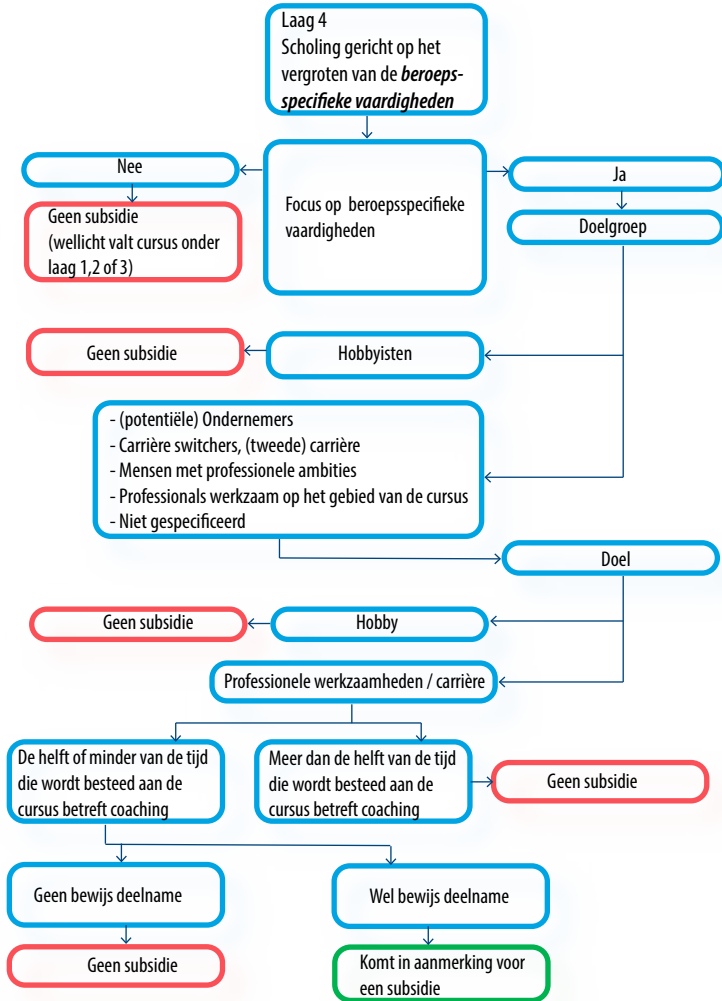 Laag 4
Scholing gericht op het
vergroten van de beroeps-
specifieke vaardigheden
Nee
Ja
Geen subsidie
(wellicht valt cursus onder
laag 1,2 of 3)
Focus op beroepsspecifieke
vaardigheden
Doelgroep
Geen subsidie
Hobbyisten
- (potentiële) Ondernemers
- Carrière switchers, (tweede) carrière
- Mensen met professionele ambities
- Professionals werkzaam op het gebied van de cursus
- Niet gespecificeerd
Doel
Geen subsidie
Hobby
Professionele werkzaamheden / carrière
De helft of minder van de tijd
die wordt besteed aan de
cursus betreft coaching
Meer dan de helft van de tijd
die wordt besteed aan de
cursus betreft coaching
Geen subsidie
Geen bewijs deelname
Wel bewijs deelname
Geen subsidie
Komt in aanmerking voor
een subsidie